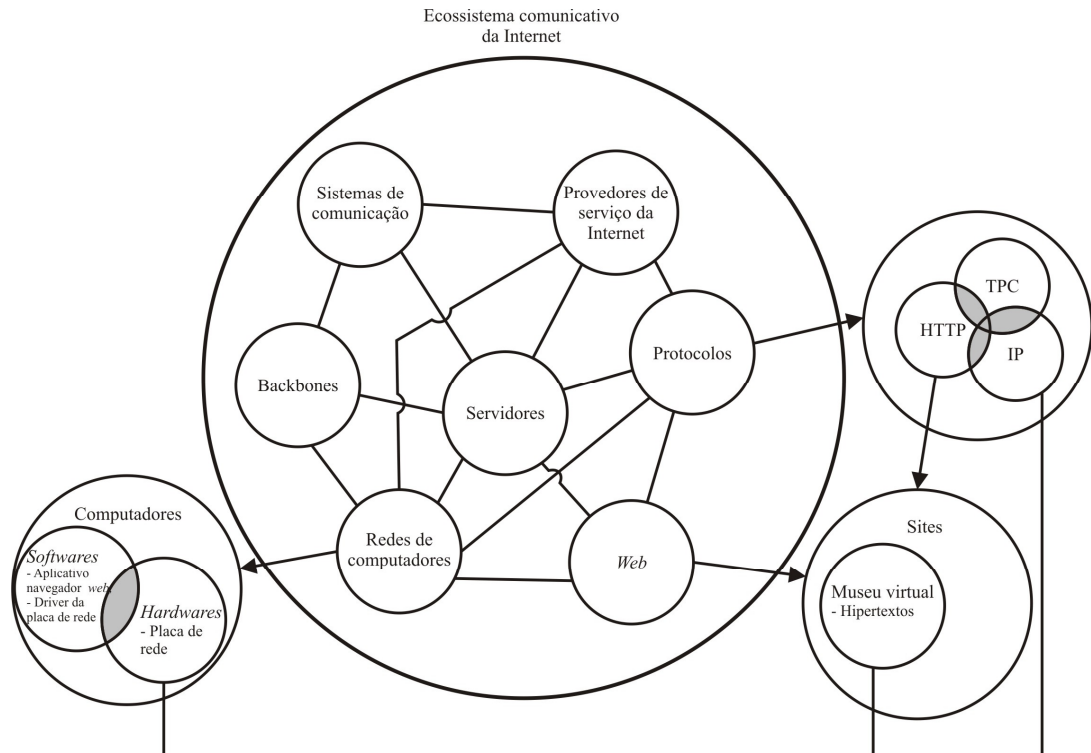 Ecossistema comunicativo
da Internet
Sistemas de
comunicação
Provedores de
serviço da
Internet
Backbones
Servidores
Protocolos
Redes de
computadores
Web
TPC
HTTP
IP
Sites
Museu virtual
- Hipertextos
Computadores
Softwares
- Aplicativo
navegador web
- Driver da
placa de rede
Hardwares
- Placa de
rede